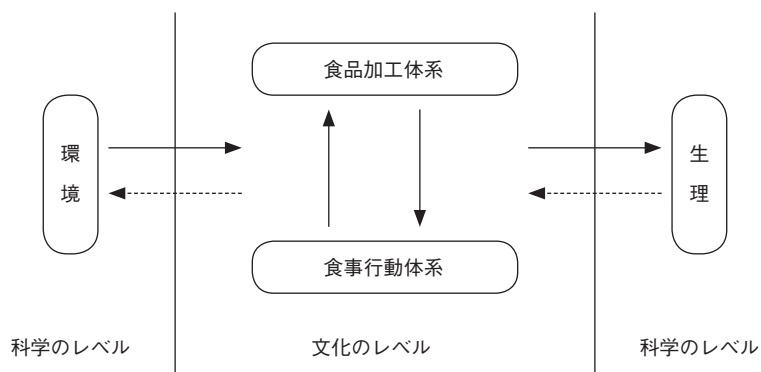 食品加工体系
環境
生理
食事行動体系
科学のレベル
文化のレベル
科学のレベル